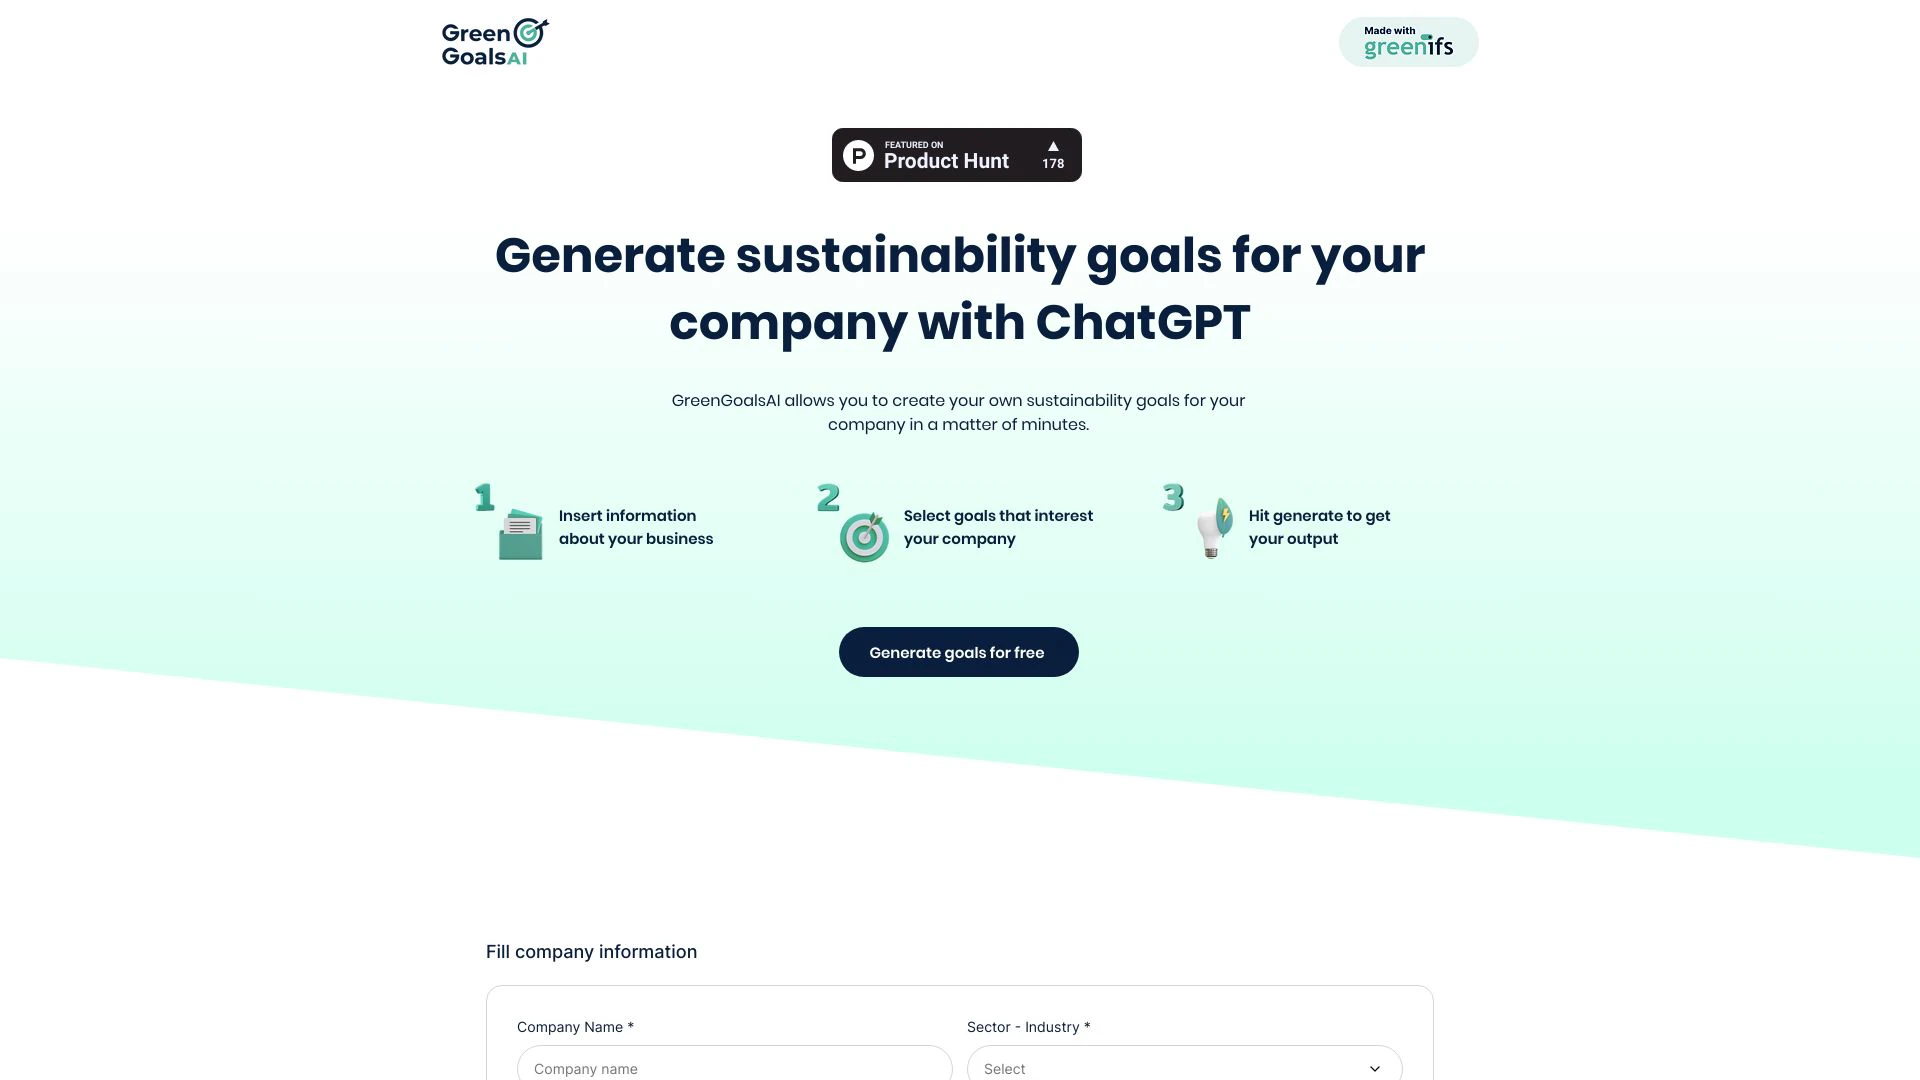 Green
GoalsAI
Made with
greenifs
P
FEATURED ON
Product Hunt
▲
178
Generate sustainability goals for your
company with ChatGPT
GreenGoalsAI allows you to create your own sustainability goals for your
company in a matter of minutes.
1
Insert information
about your business
2
Select goals that interest
your company
3
Hit generate to get
your output
Generate goals for free
Fill company information
Company Name *
Sector - Industry *
Company name
Select